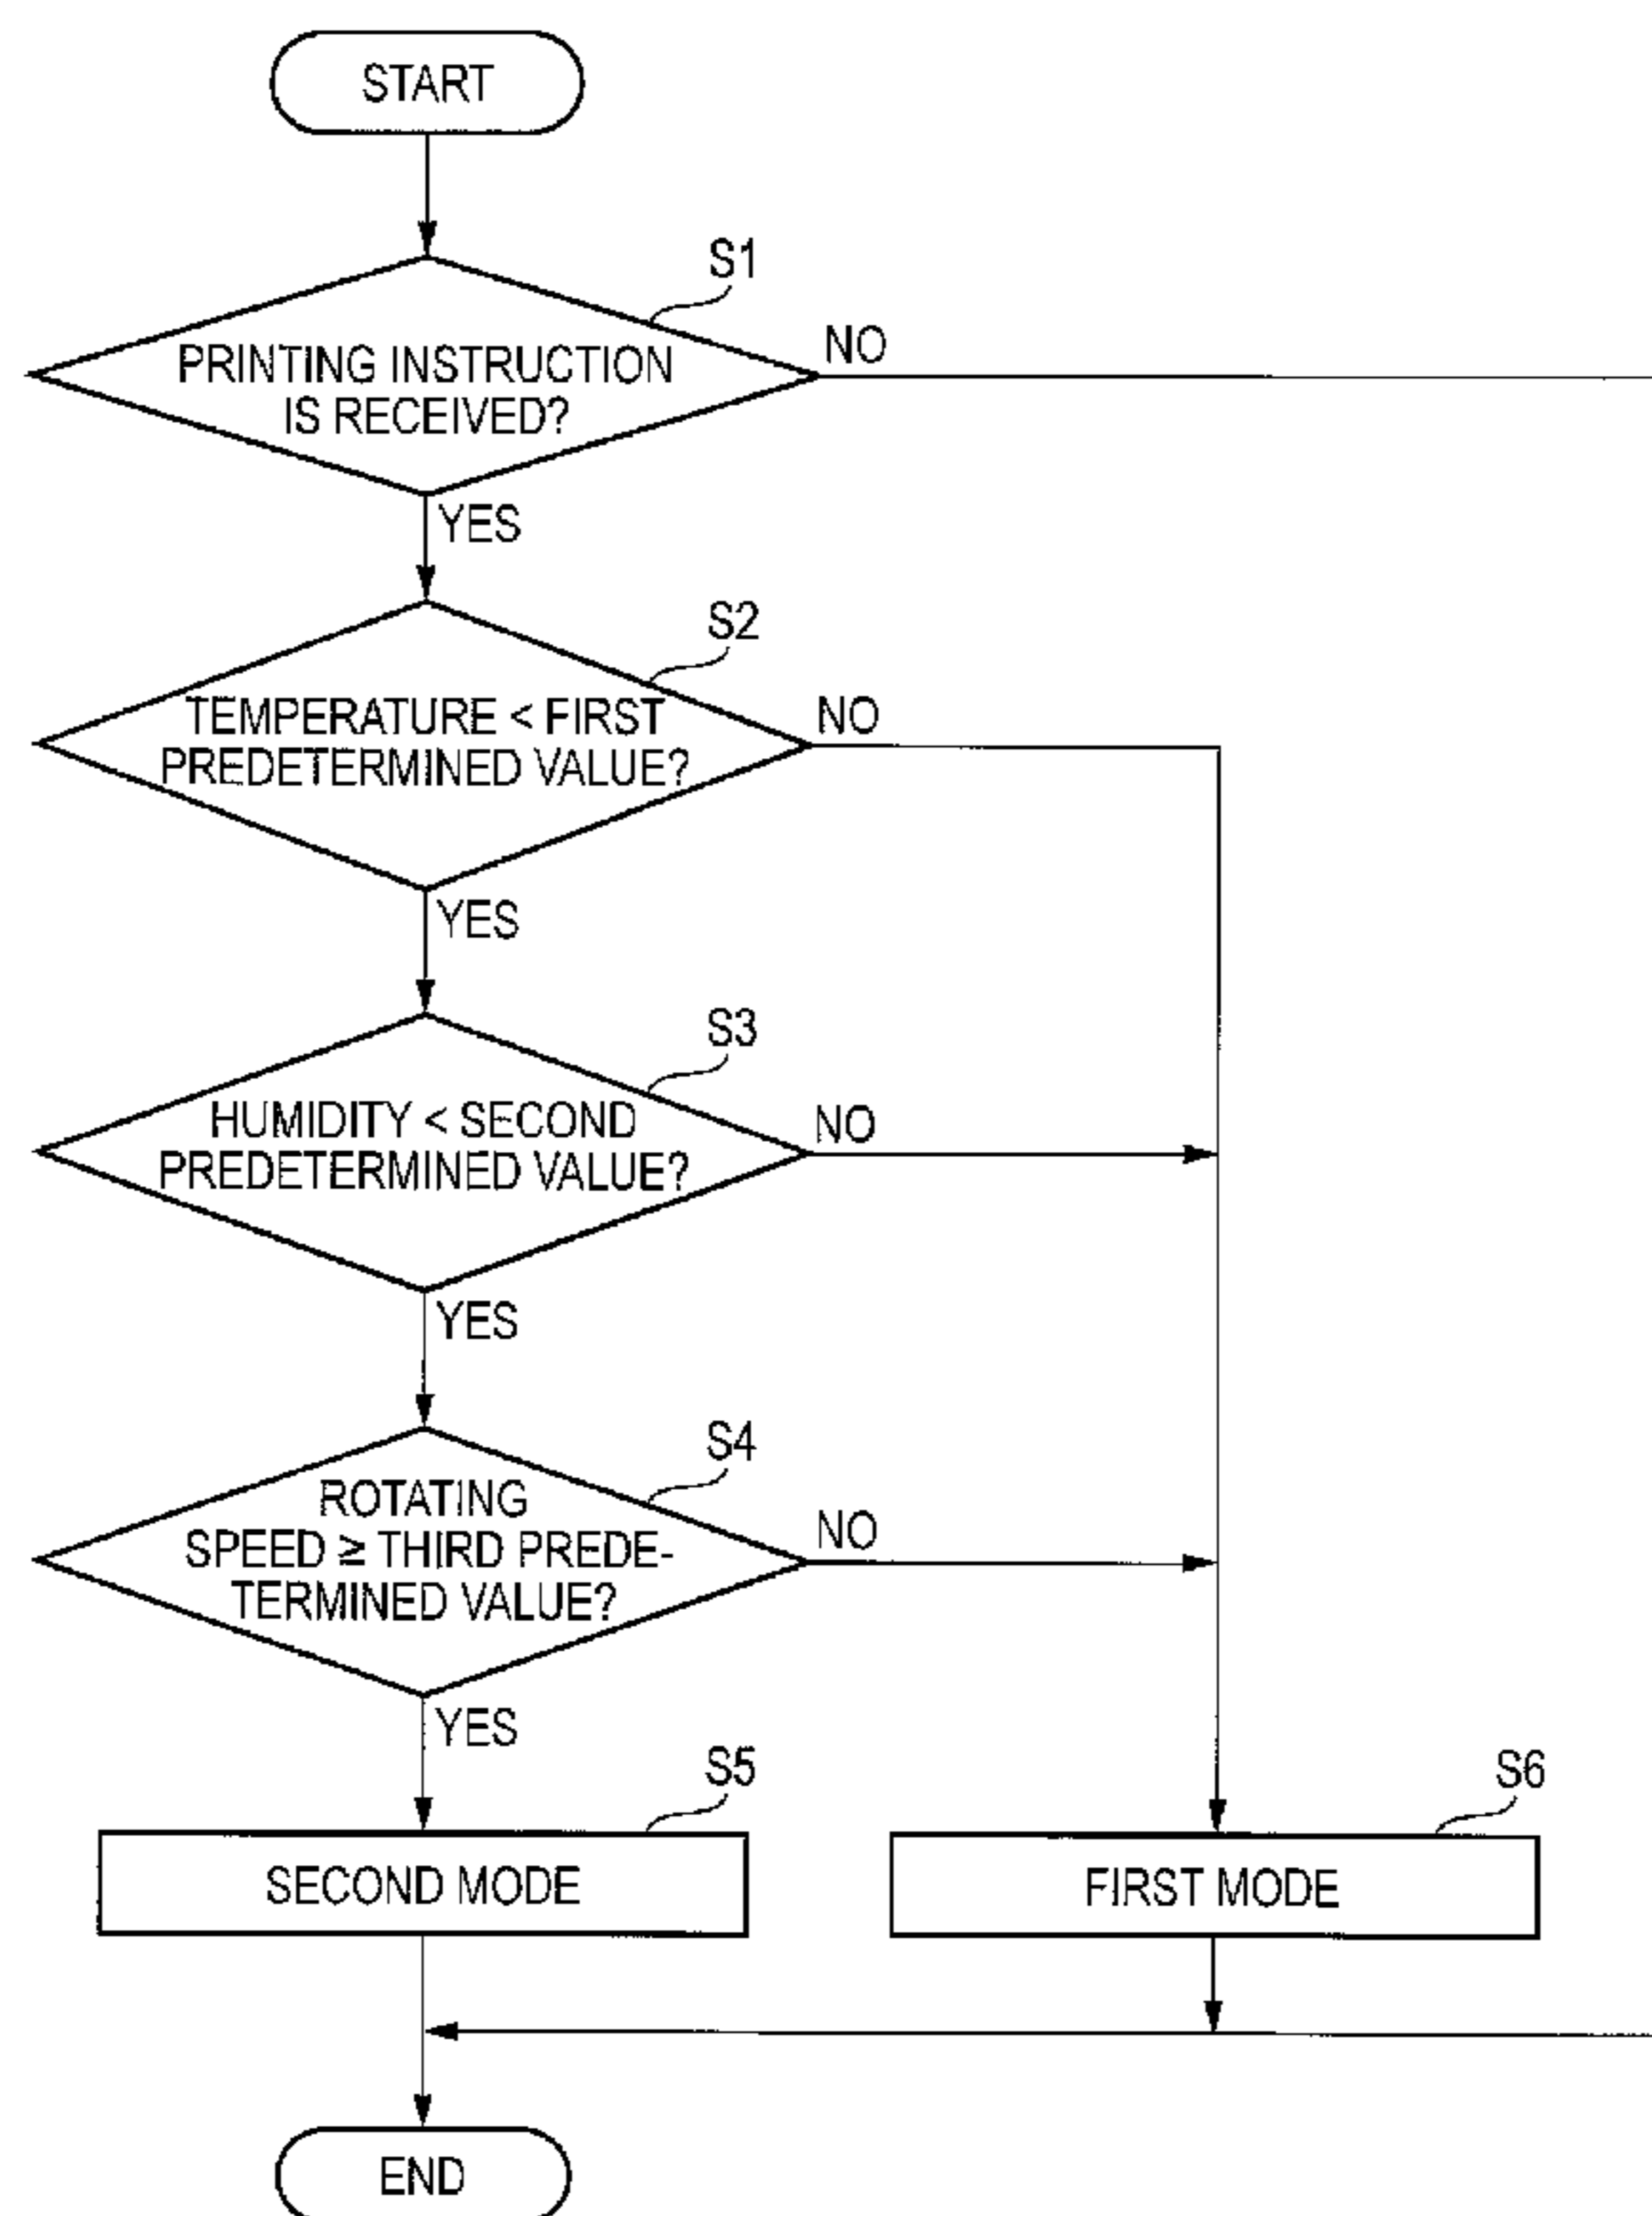 START
S1
PRINTING INSTRUCTION
IS RECEIVED?
NO
YES
S2
TEMPERATURE < FIRST
PREDETERMINED VALUE?
NO
YES
S3
HUMIDITY < SECOND
PREDETERMINED VALUE?
NO
YES
S4
ROTATING
SPEED ≥ THIRD PREDE-
TERMINED VALUE?
NO
YES
S5
SECOND MODE
S6
FIRST MODE
END